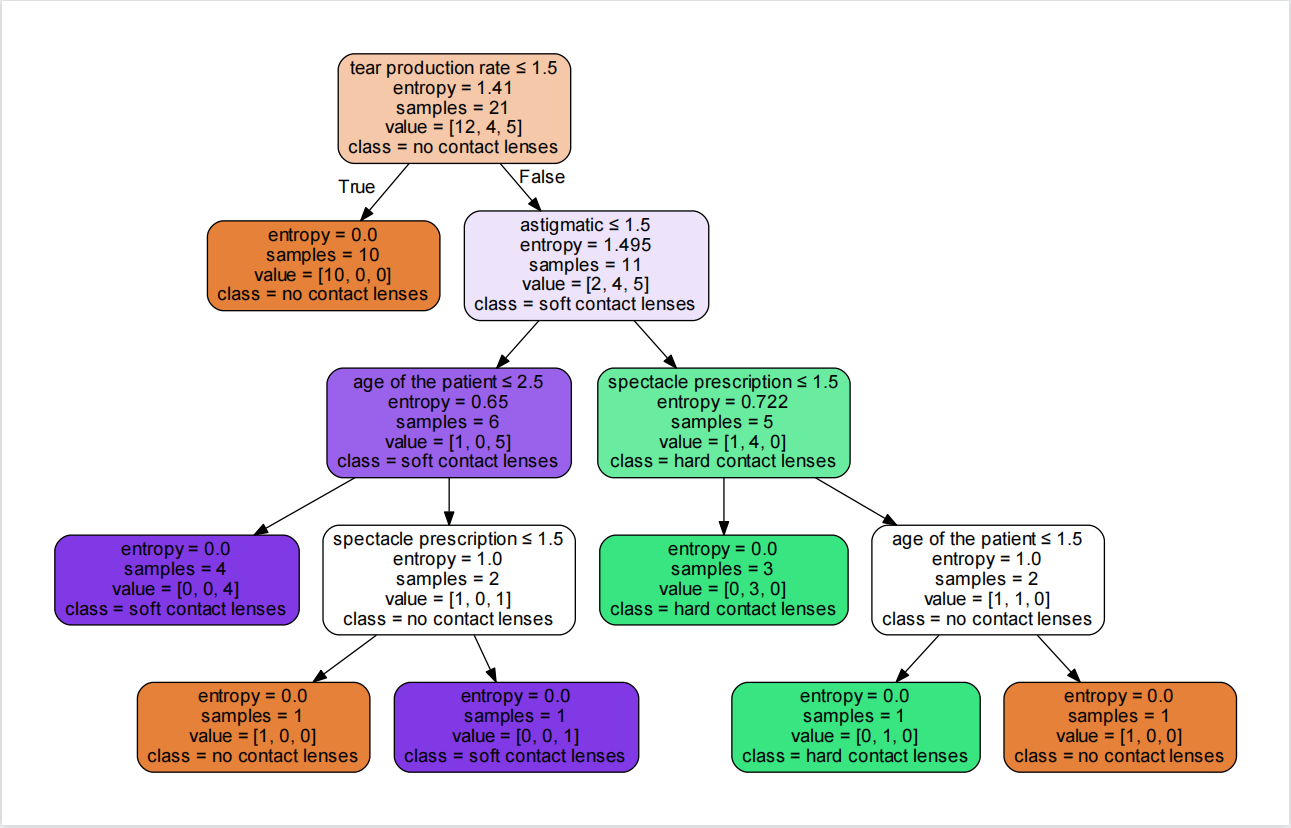 tear production rate ≤ 1.5
entropy = 1.41
samples = 21
value = [12, 4, 5]
class = no contact lenses
True
False
entropy = 0.0
samples = 10
value = [10, 0, 0]
class = no contact lenses
astigmatic ≤ 1.5
entropy = 1.495
samples = 11
value = [2, 4, 5]
class = soft contact lenses
age of the patient ≤ 2.5
entropy = 0.65
samples = 6
value = [1, 0, 5]
class = soft contact lenses
spectacle prescription ≤ 1.5
entropy = 0.722
samples = 5
value = [1, 4, 0]
class = hard contact lenses
entropy = 0.0
samples = 4
value = [0, 0, 4]
class = soft contact lenses
spectacle prescription ≤ 1.5
entropy = 1.0
samples = 2
value = [1, 0, 1]
class = no contact lenses
entropy = 0.0
samples = 3
value = [0, 3, 0]
class = hard contact lenses
age of the patient ≤ 1.5
entropy = 1.0
samples = 2
value = [1, 1, 0]
class = no contact lenses
entropy = 0.0
samples = 1
value = [1, 0, 0]
class = no contact lenses
entropy = 0.0
samples = 1
value = [0, 0, 1]
class = soft contact lenses
entropy = 0.0
samples = 1
value = [0, 1, 0]
class = hard contact lenses
entropy = 0.0
samples = 1
value = [1, 0, 0]
class = no contact lenses